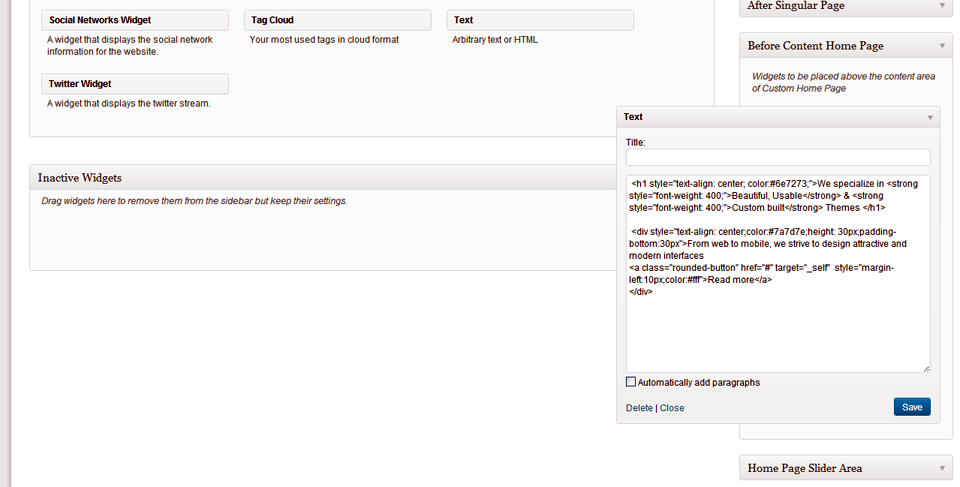 After Singular Page
Social Networks Widget
Tag Cloud
Text
A widget that displays the social network
information for the website.
Your most used tags in cloud format
Arbitrary text or HTML
Before Content Home Page
Widgets to be placed above the content area
of Custom Home Page
Twitter Widget
A widget that displays the twitter stream.
Text
Title:
Inactive Widgets
Drag widgets here to remove them from the sidebar but keep their settings.
<h1 style="text-align: center; color:#6e7273;">We specialize in <strong
style="font-weight: 400;">Beautiful, Usable</strong> & <strong
style="font-weight: 400;">Custom built</strong> Themes </h1>
<div style="text-align: center;color:#7a7d7e;height: 30px;padding-
bottom:30px">From web to mobile, we strive to design attractive and
modern interfaces
<a class="rounded-button" href="#" target="_self"  style="margin-
left:10px;color:#fff">Read more</a>
</div>
Automatically add paragraphs
Delete | Close
Save
Home Page Slider Area